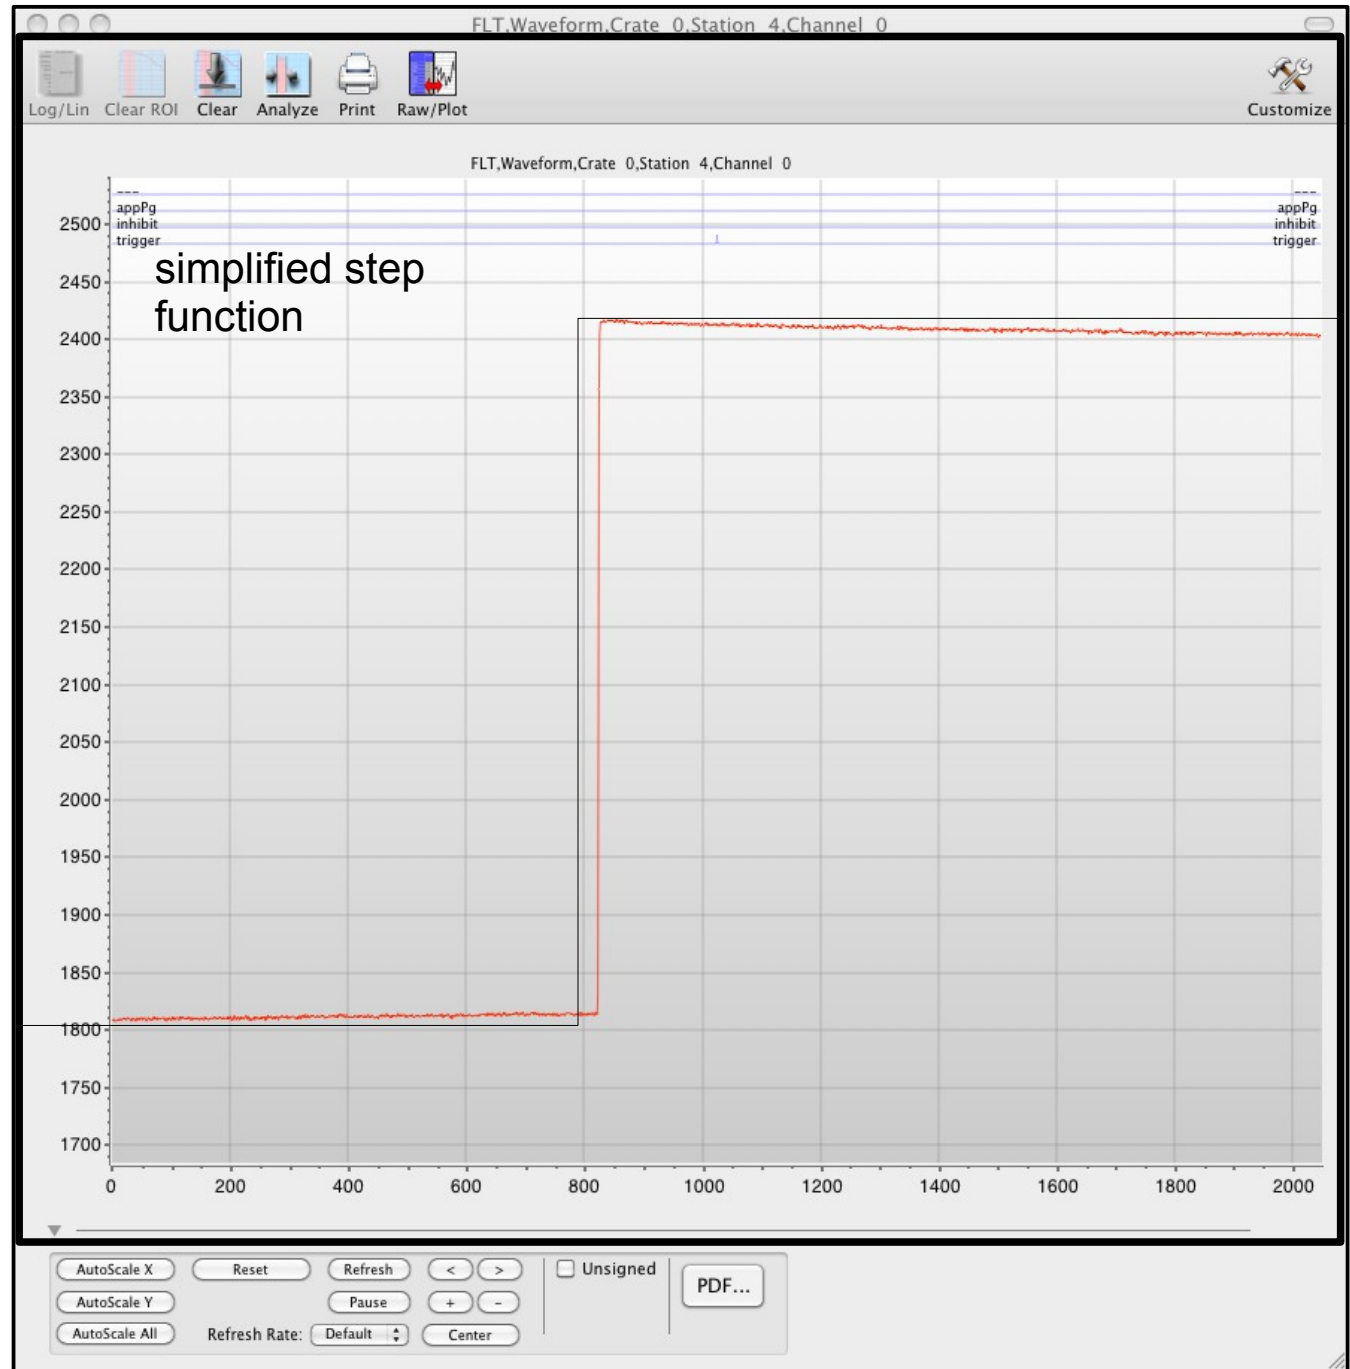 FLT,Waveform,Crate 0,Station 4,Channel 0
Log/Lin Clear ROI Clear Analyze Print Raw/Plot Customize
FLT,Waveform,Crate 0,Station 4,Channel 0
--- ---
appPg appPg
inhibit inhibit
trigger trigger
simplified step
function
2500
2450
2400
2350
2300
2250
2200
2150
2100
2050
2000
1950
1900
1850
1800
1750
1700
0 200 400 600 800 1000 1200 1400 1600 1800 2000
AutoScale X Reset Refresh < > Unsigned PDF...
AutoScale Y Pause + -
AutoScale All Refresh Rate: Default Center